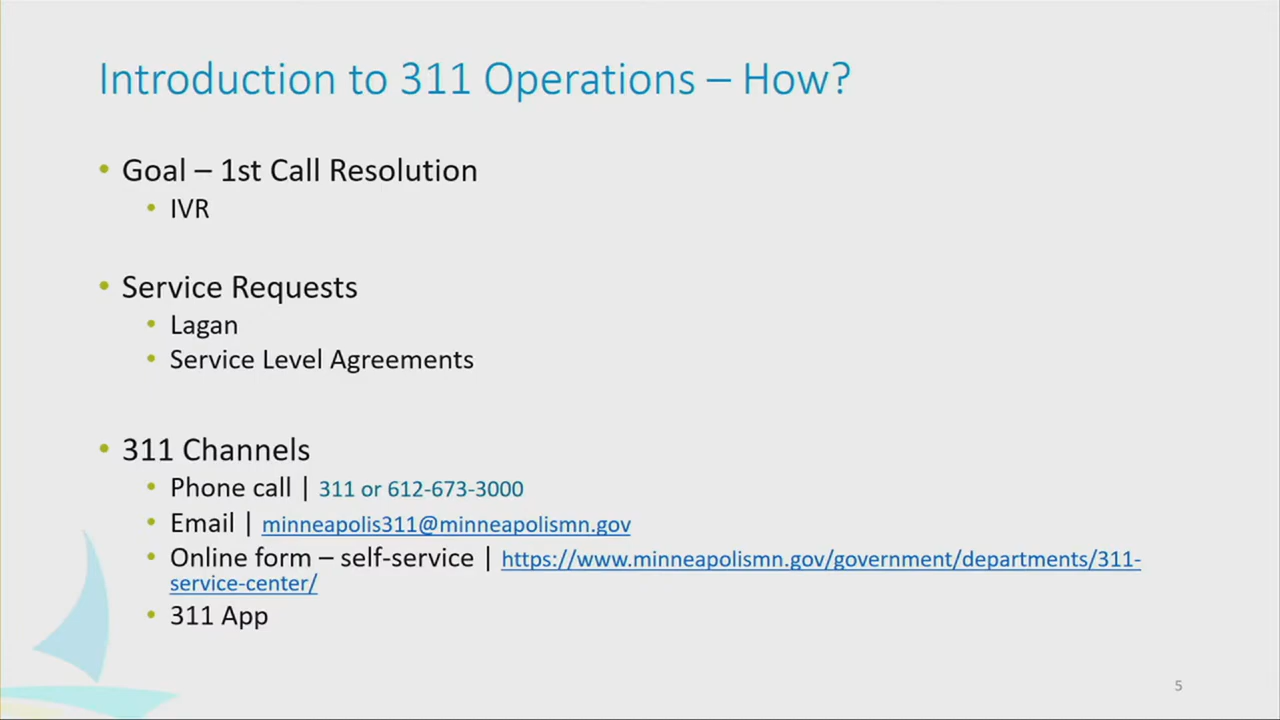 Introduction to 311 Operations – How?
• Goal – 1st Call Resolution
• IVR
• Service Requests
• Lagan
• Service Level Agreements
• 311 Channels
• Phone call | 311 or 612-673-3000
• Email | minneapolis311@minneapolismn.gov
• Online form – self-service | https://www.minneapolismn.gov/government/departments/311-
service-center/
• 311 App
5